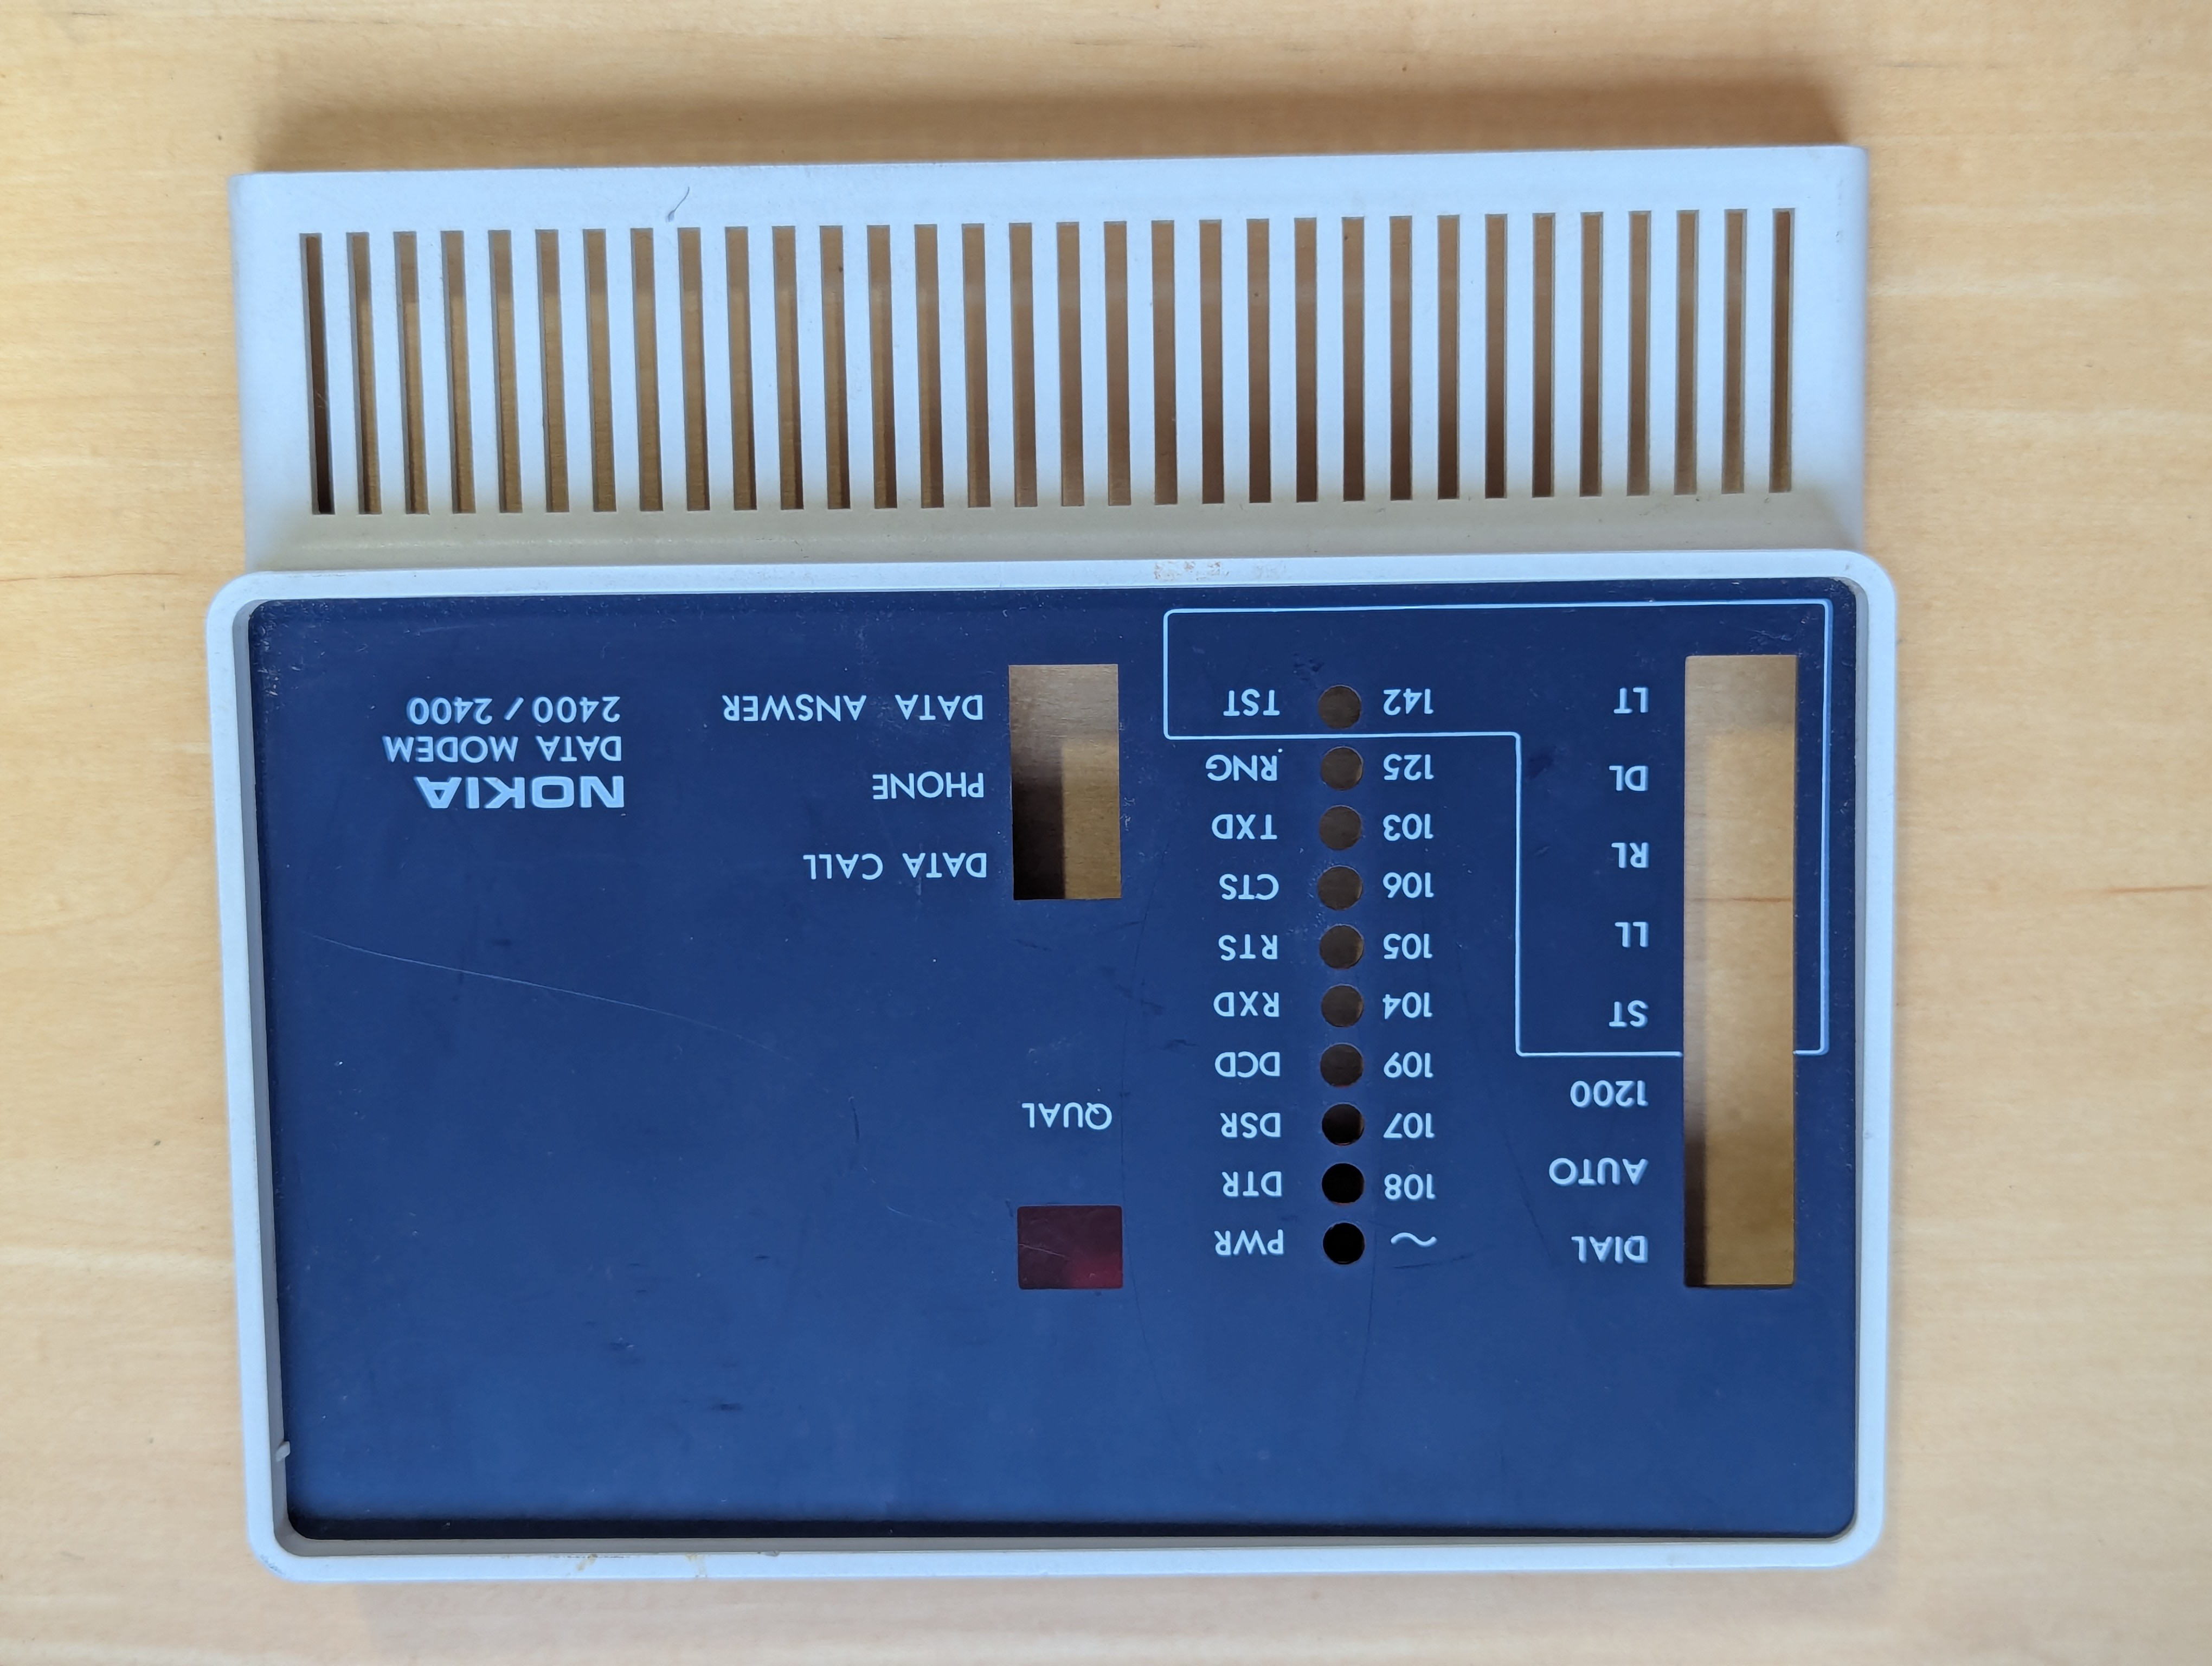 DIAL
AUTO
1200
ST
LL
RL
DL
LT
~ PWR
108 DTR
107 DSR
109 DCD
104 RXD
105 RTS
106 CTS
103 TXD
125 RNG
142 TST
QUAL
DATA CALL
PHONE
DATA ANSWER
NOKIA
DATA MODEM
2400 / 2400